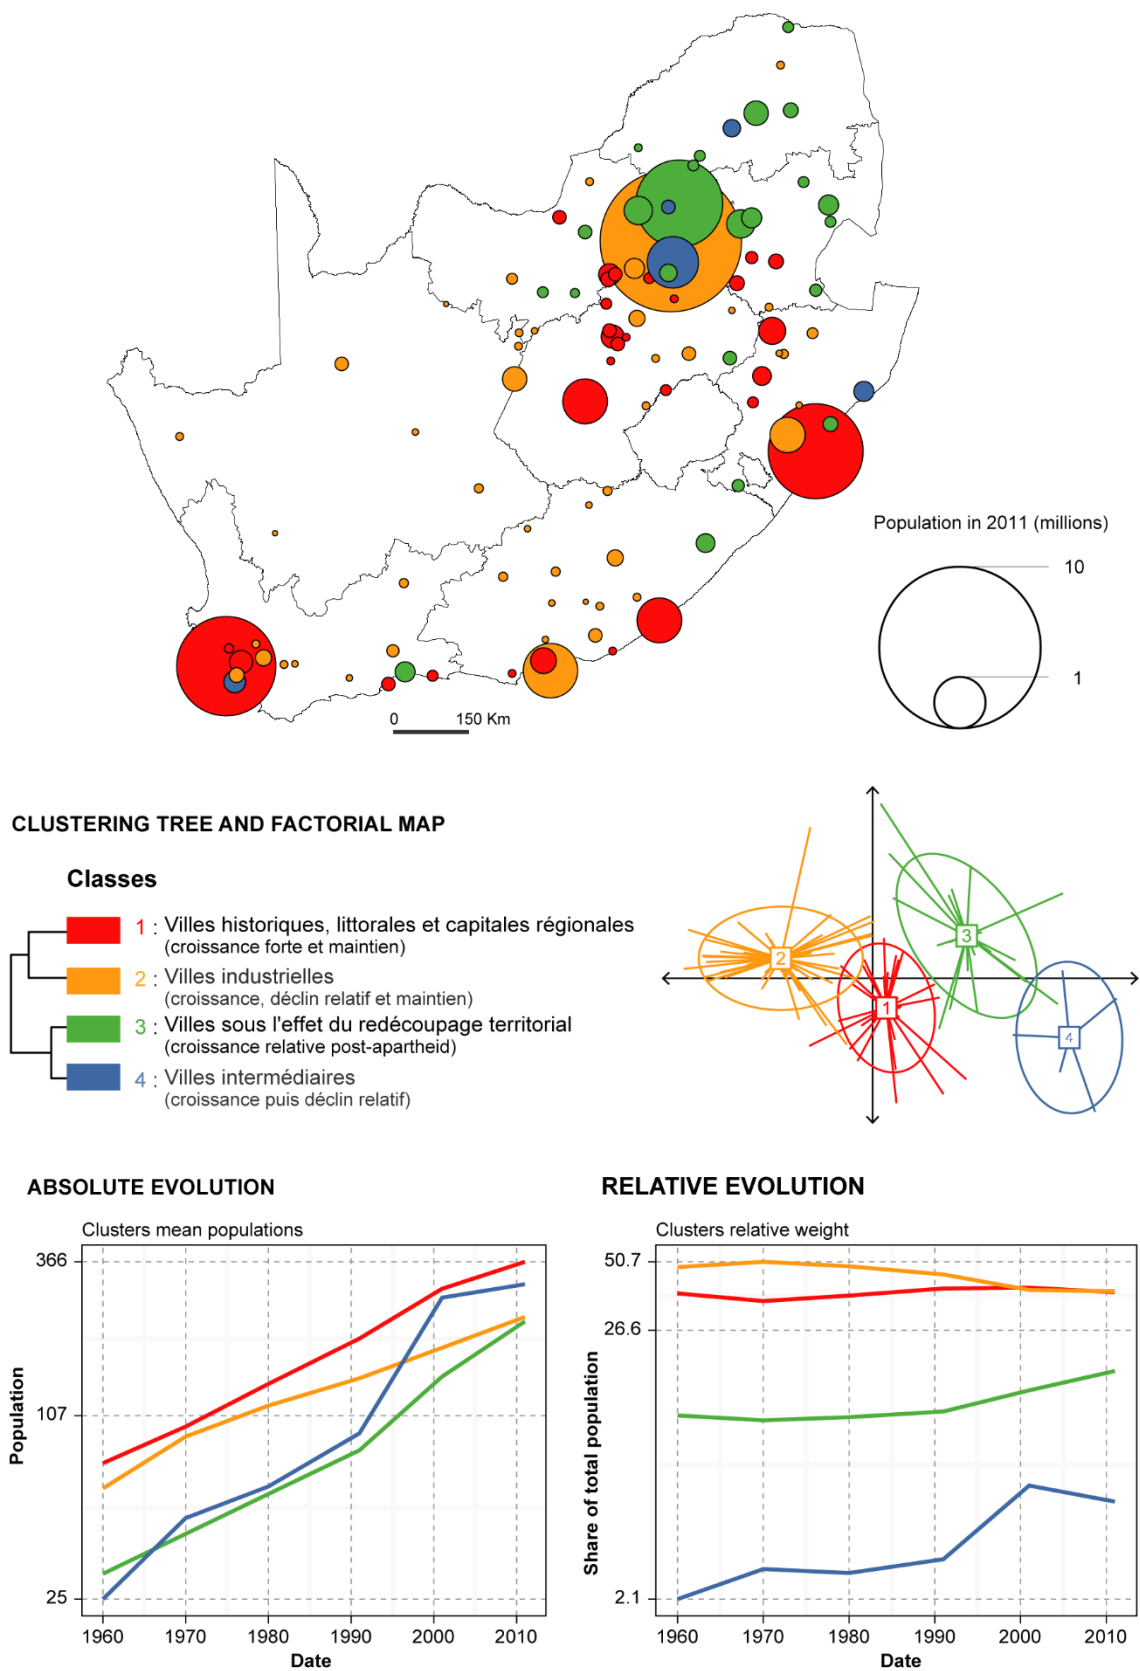 Population in 2011 (millions)
10
1
0 150 Km
CLUSTERING TREE AND FACTORIAL MAP
Classes
1 : Villes historiques, littorales et capitales régionales
(croissance forte et maintien)
2 : Villes industrielles
(croissance, déclin relatif et maintien)
3 : Villes sous l'effet du redécoupage territorial
(croissance relative post-apartheid)
4 : Villes intermédiaires
(croissance puis déclin relatif)
3
2
1
4
ABSOLUTE EVOLUTION
Clusters mean populations
366
107
25
Population
1960 1970 1980 1990 2000 2010
Date
RELATIVE EVOLUTION
Clusters relative weight
50.7
26.6
2.1
Share of total population
1960 1970 1980 1990 2000 2010
Date